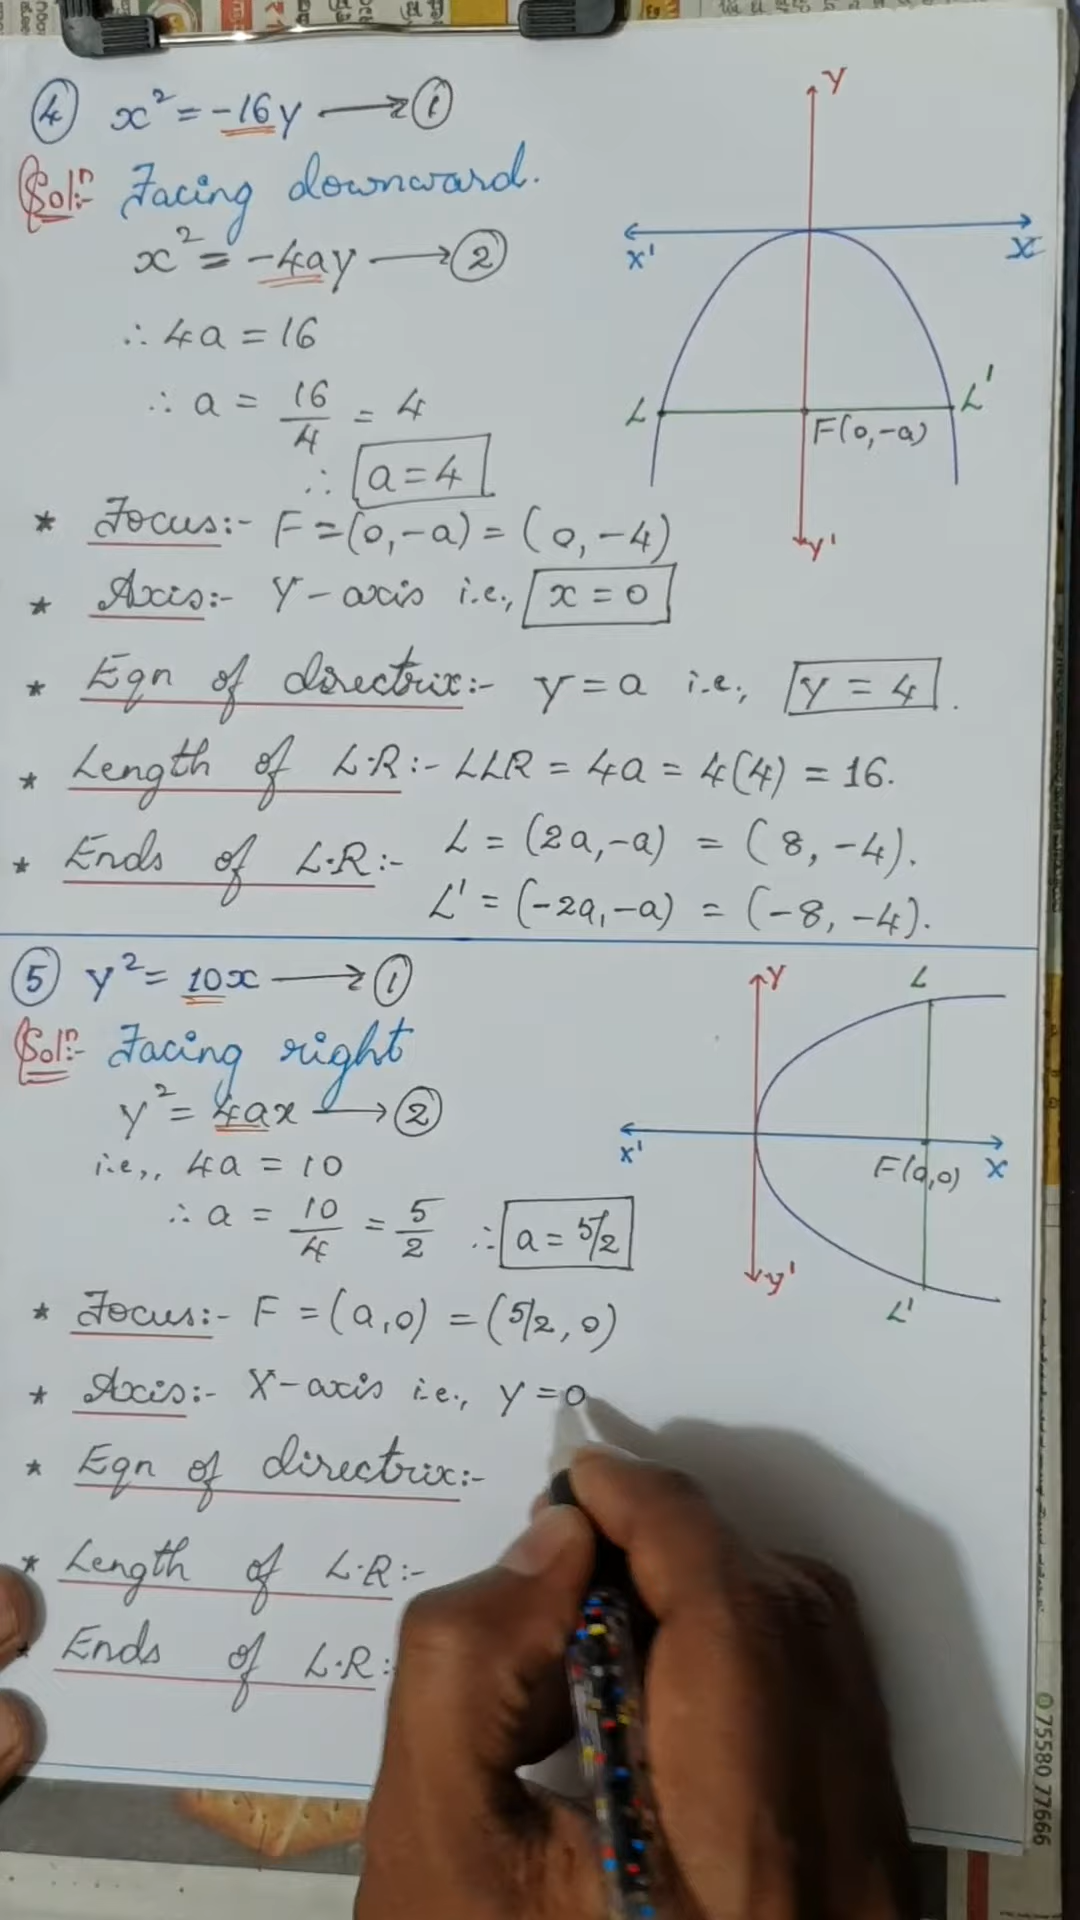 ④ x² = -16y ⟶ ①
Solⁿ:- Facing downward.
x² = -4ay ⟶ ②
∴ 4a = 16
∴ a = 16/4 = 4
∴ a = 4
Y
X' X
L L'
F(0,-a)
Y'
* Focus:- F = (0,-a) = (0,-4)
* Axis:- Y-axis i.e., x = 0
* Eqn of directrix:- y = a i.e., y = 4.
* Length of L.R:- LLR = 4a = 4(4) = 16.
* Ends of L.R:- L = (2a,-a) = (8,-4).
L' = (-2a,-a) = (-8,-4).
⑤ y² = 10x ⟶ ①
Solⁿ:- Facing right
y² = 4ax ⟶ ②
i.e., 4a = 10
∴ a = 10/4 = 5/2 ∴ a = 5/2
Y L
X' F(a,0) X
Y' L'
* Focus:- F = (a,0) = (5/2, 0)
* Axis:- X-axis i.e., y = 0
* Eqn of directrix:-
* Length of L.R:-
Ends of L.R:
75580 77666